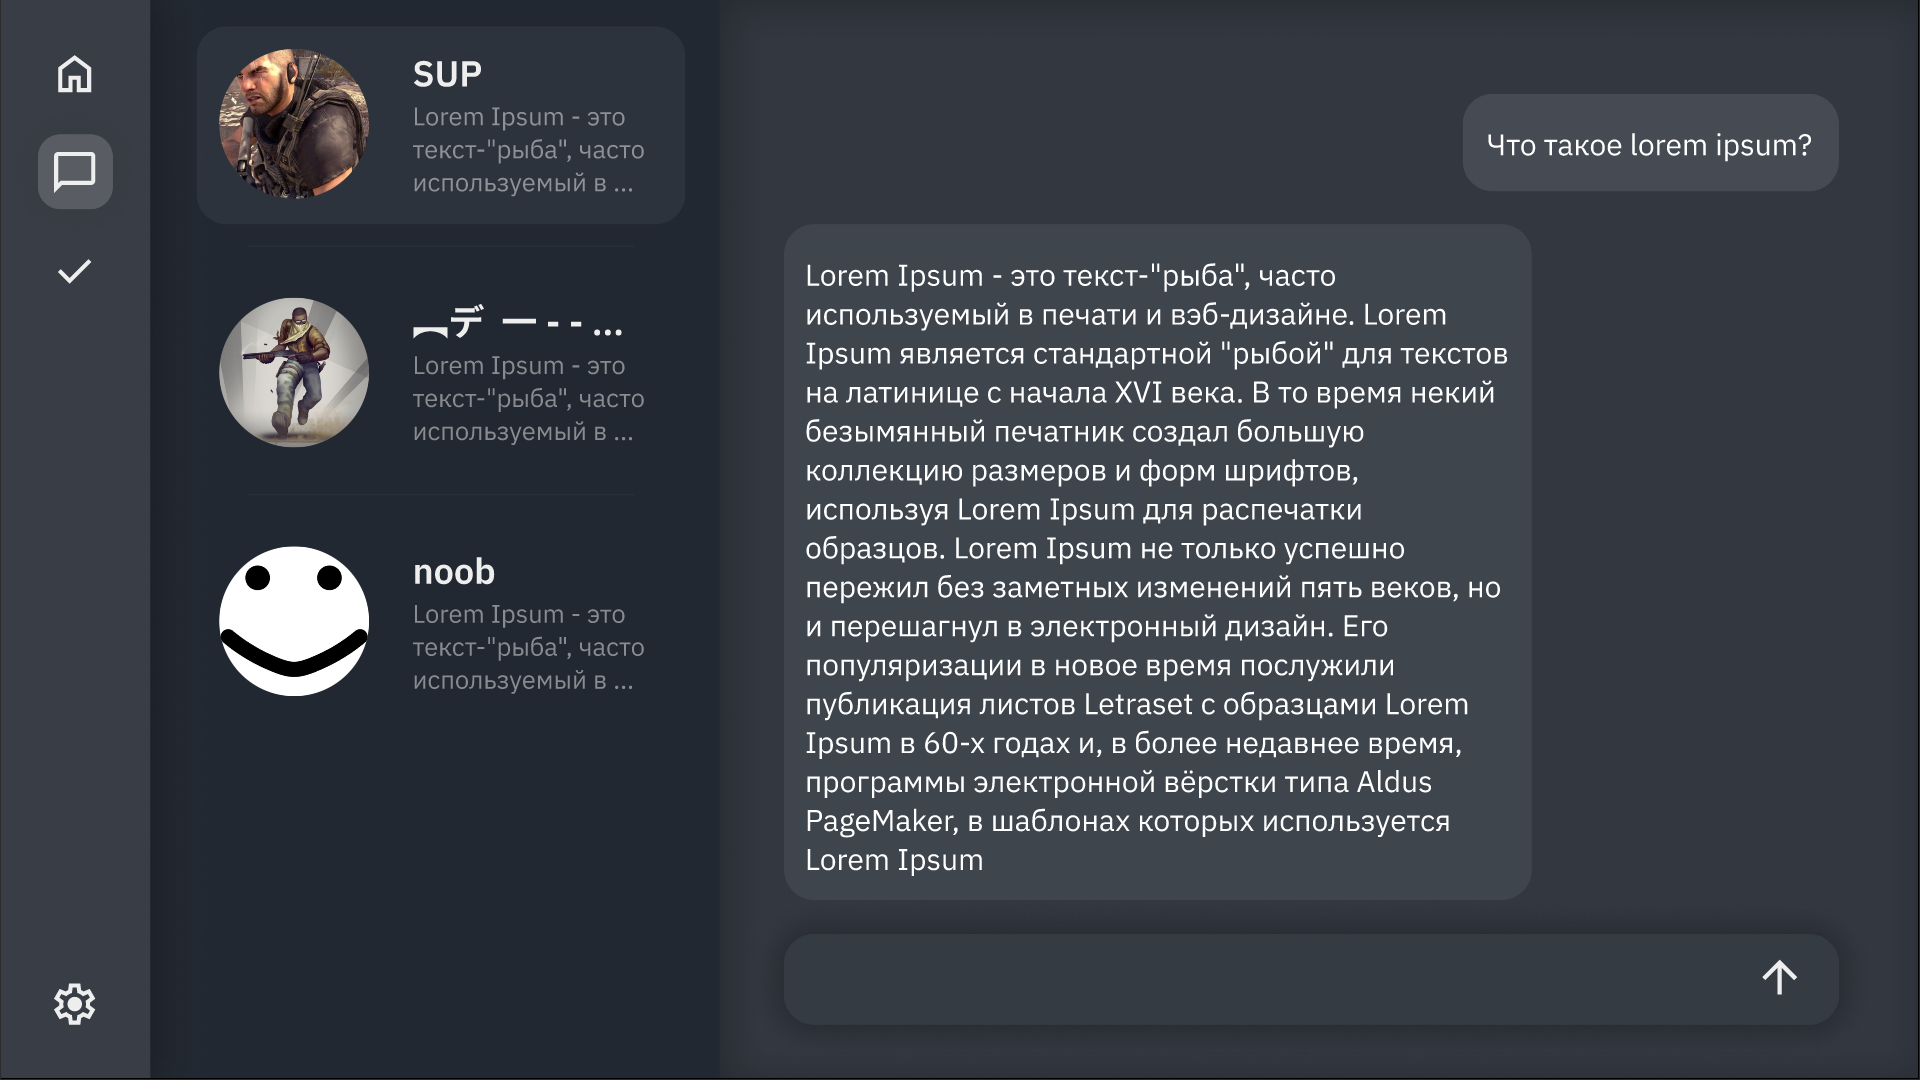 SUP
Lorem Ipsum - это
текст-"рыба", часто
используемый в ...
︻デ 一 - - ...
Lorem Ipsum - это
текст-"рыба", часто
используемый в ...
noob
Lorem Ipsum - это
текст-"рыба", часто
используемый в ...
Что такое lorem ipsum?
Lorem Ipsum - это текст-"рыба", часто
используемый в печати и вэб-дизайне. Lorem
Ipsum является стандартной "рыбой" для текстов
на латинице с начала XVI века. В то время некий
безымянный печатник создал большую
коллекцию размеров и форм шрифтов,
используя Lorem Ipsum для распечатки
образцов. Lorem Ipsum не только успешно
пережил без заметных изменений пять веков, но
и перешагнул в электронный дизайн. Его
популяризации в новое время послужили
публикация листов Letraset с образцами Lorem
Ipsum в 60-х годах и, в более недавнее время,
программы электронной вёрстки типа Aldus
PageMaker, в шаблонах которых используется
Lorem Ipsum